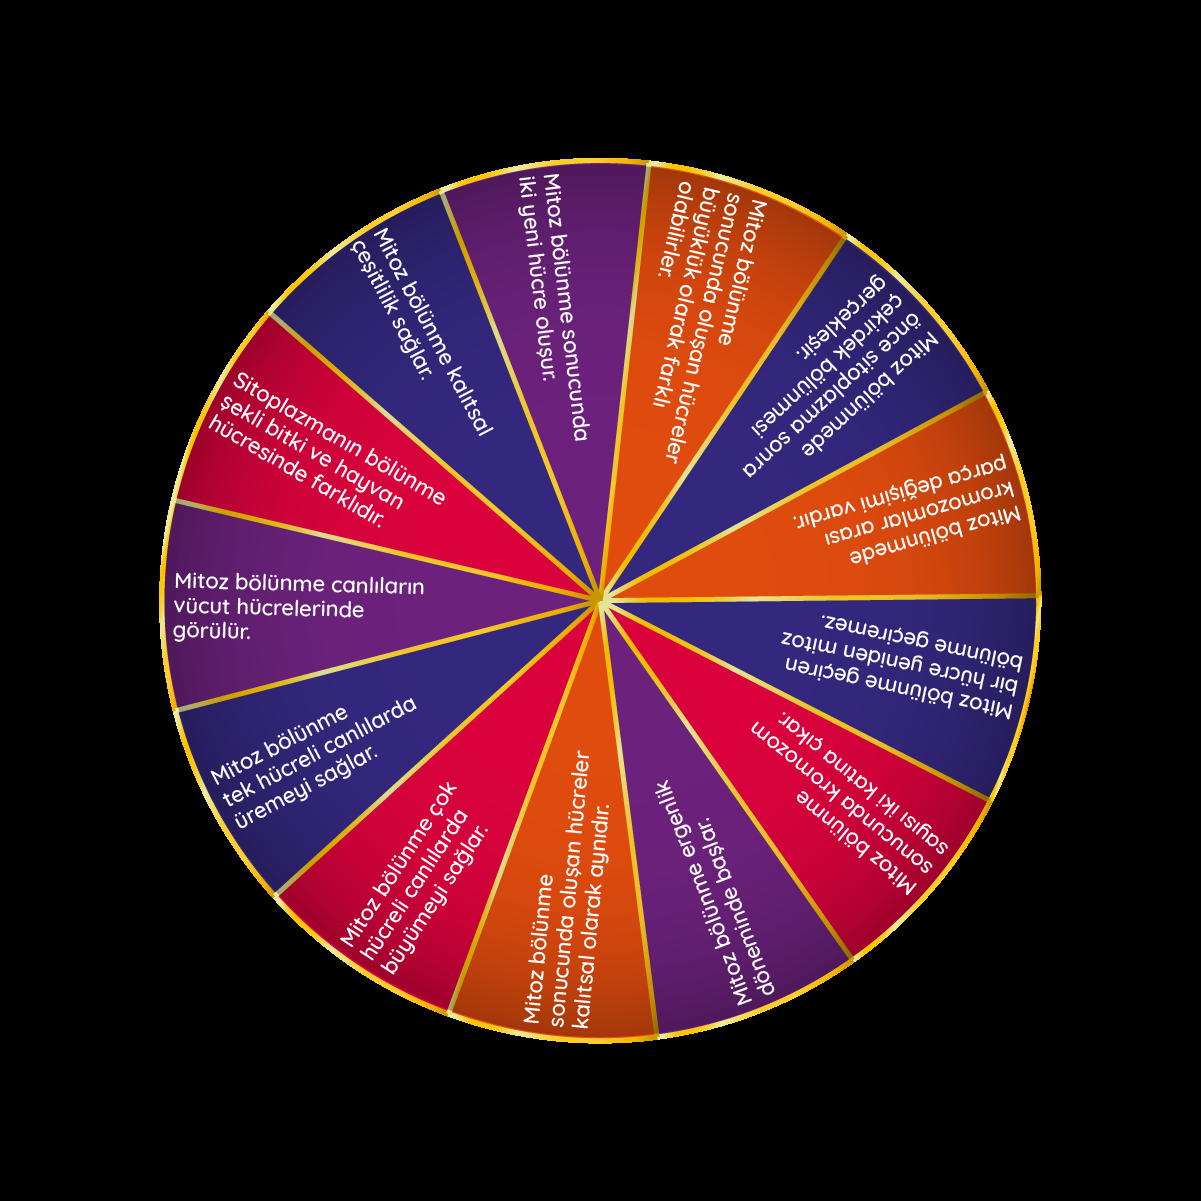 Mitoz bölünme sonucunda
iki yeni hücre oluşur.
Mitoz bölünme
sonucunda oluşan hücreler
büyüklük olarak farklı
olabilirler.
Mitoz bölünmede
önce sitoplazma sonra
çekirdek bölünmesi
gerçekleşir.
Mitoz bölünmede
kromozomlar arası
parça değişimi vardır.
Mitoz bölünme geçiren
bir hücre yeniden mitoz
bölünme geçiremez.
Mitoz bölünme
sonucunda kromozom
sayısı iki katına çıkar.
Mitoz bölünme ergenlik
döneminde başlar.
Mitoz bölünme
sonucunda oluşan hücreler
kalıtsal olarak aynıdır.
Mitoz bölünme çok
hücreli canlılarda
büyümeyi sağlar.
Mitoz bölünme
tek hücreli canlılarda
üremeyi sağlar.
Mitoz bölünme canlıların
vücut hücrelerinde
görülür.
Sitoplazmanın bölünme
şekli bitki ve hayvan
hücresinde farklıdır.
Mitoz bölünme kalıtsal
çeşitlilik sağlar.